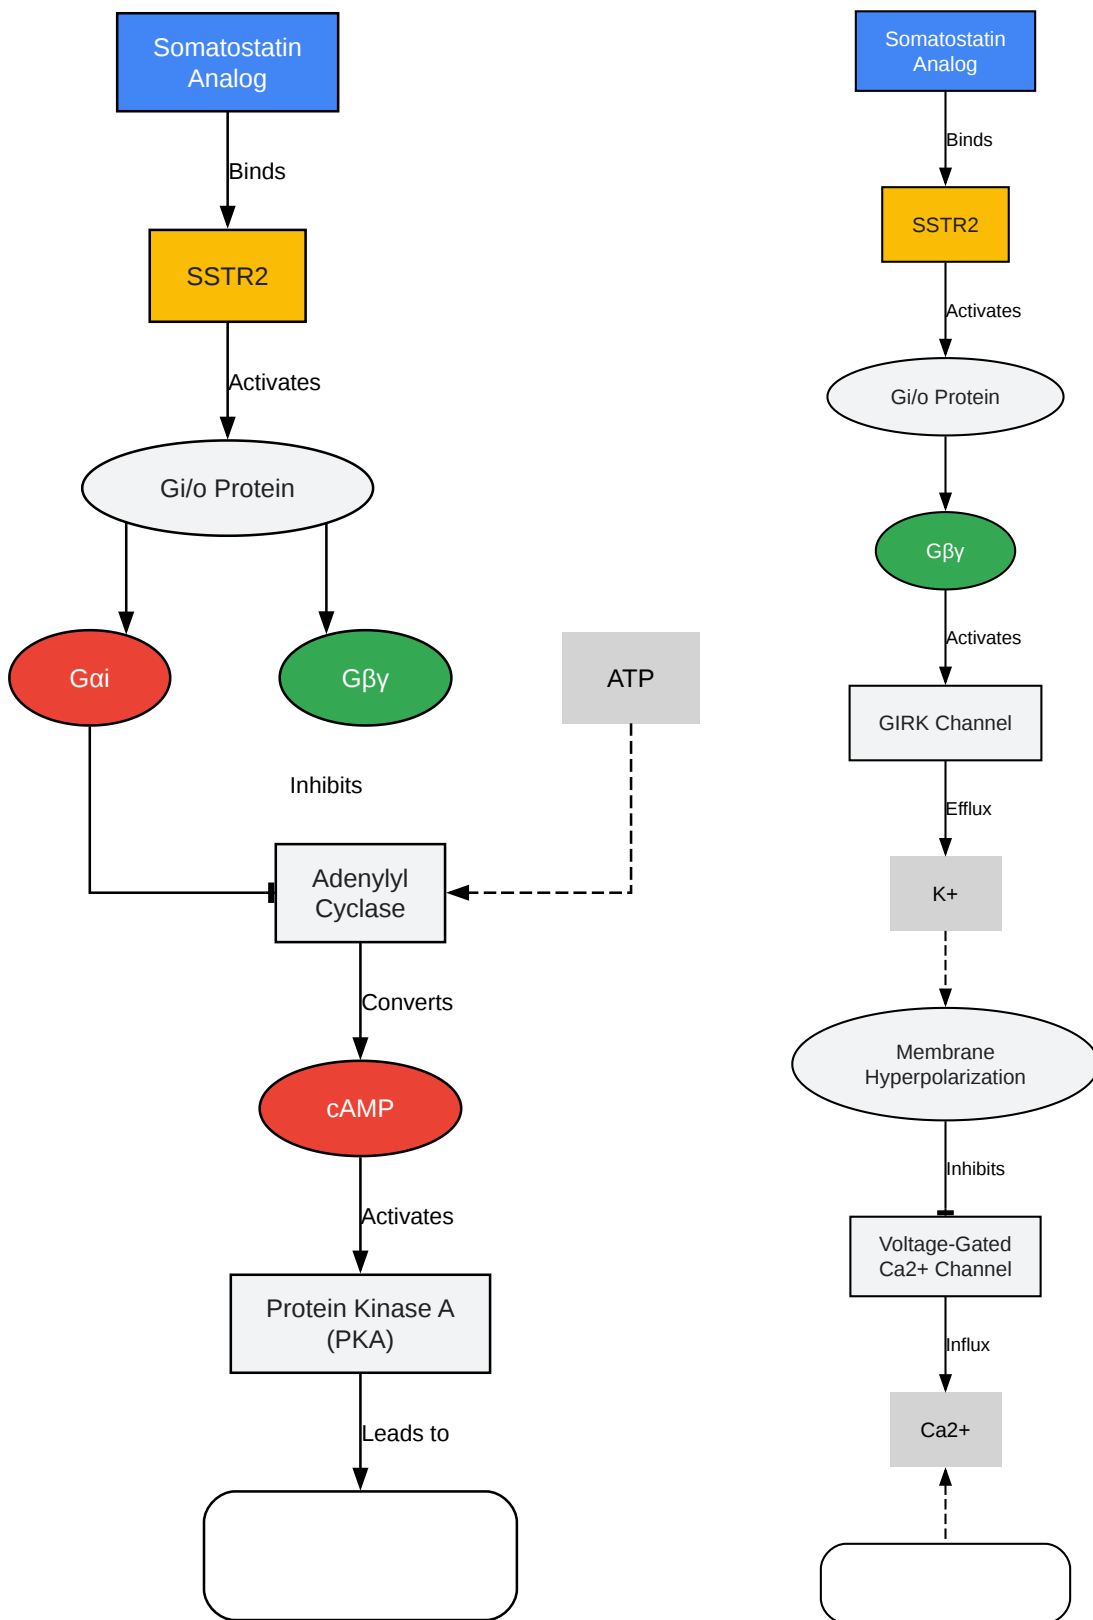 Somatostatin
Analog
Binds
SSTR2
Activates
Gi/o Protein
Gαi
Gβγ
ATP
Inhibits
Adenylyl
Cyclase
Converts
cAMP
Activates
Protein Kinase A
(PKA)
Leads to
Somatostatin
Analog
Binds
SSTR2
Activates
Gi/o Protein
Gβγ
Activates
GIRK Channel
Efflux
K+
Membrane
Hyperpolarization
Inhibits
Voltage-Gated
Ca2+ Channel
Influx
Ca2+